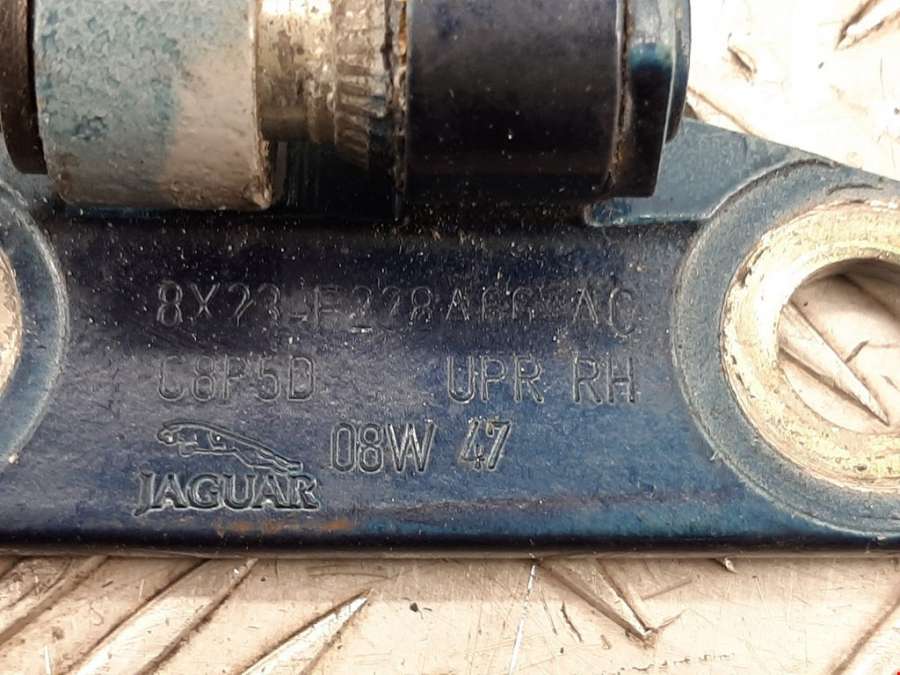 8X23-F228A66-AC
C8P5D UPR RH
08W 47
JAGUAR